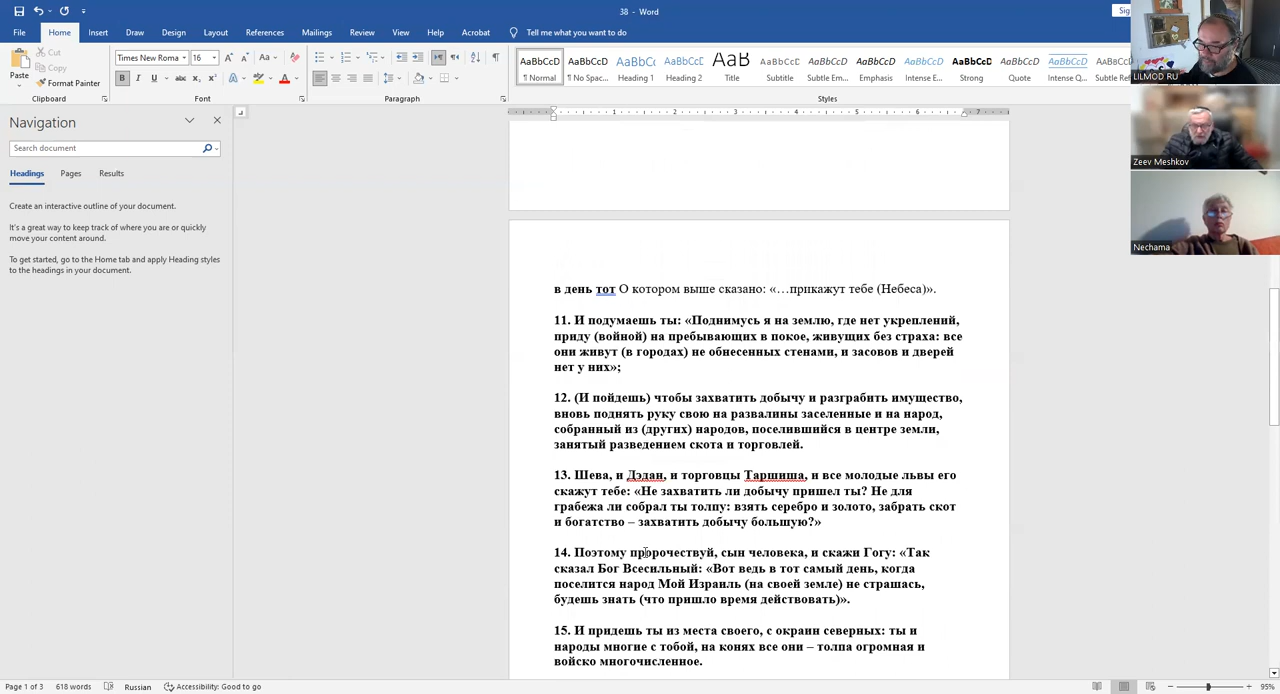 38 - Word
File Home Insert Draw Design Layout References Mailings Review View Help Acrobat Tell me what you want to do
Paste
Cut
Copy
Format Painter
Clipboard
Times New Roma 16
Font
Paragraph
AaBbCcD AaBbCcD AaBbCc AaBbCcC AaB AaBbCcD AaBbCcD AaBbCcD AaBbCcD AaBbCcD AaBbCcD AaBbCcD
¶ Normal ¶ No Spac... Heading 1 Heading 2 Title Subtitle Subtle Em... Emphasis Intense E... Strong Quote Intense Q... Subtle Ref
Styles
LILMOD RU
Zeev Meshkov
Nechama
Navigation
Search document
Headings Pages Results
Create an interactive outline of your document.
It's a great way to keep track of where you are or quickly
move your content around.
To get started, go to the Home tab and apply Heading styles
to the headings in your document.
1 2 3 4 5 6 7
в день тот О котором выше сказано: «…прикажут тебе (Небеса)».
11. И подумаешь ты: «Поднимусь я на землю, где нет укреплений,
приду (войной) на пребывающих в покое, живущих без страха: все
они живут (в городах) не обнесенных стенами, и засовов и дверей
нет у них»;
12. (И пойдешь) чтобы захватить добычу и разграбить имущество,
вновь поднять руку свою на развалины заселенные и на народ,
собранный из (других) народов, поселившийся в центре земли,
занятый разведением скота и торговлей.
13. Шева, и Дэдан, и торговцы Таршиша, и все молодые львы его
скажут тебе: «Не захватить ли добычу пришел ты? Не для
грабежа ли собрал ты толпу: взять серебро и золото, забрать скот
и богатство – захватить добычу большую?»
14. Поэтому пророчествуй, сын человека, и скажи Гогу: «Так
сказал Бог Всесильный: «Вот ведь в тот самый день, когда
поселится народ Мой Израиль (на своей земле) не страшась,
будешь знать (что пришло время действовать)».
15. И придешь ты из места своего, с окраин северных: ты и
народы многие с тобой, на конях все они – толпа огромная и
войско многочисленное.
Page 1 of 3 618 words Russian Accessibility: Good to go 95%